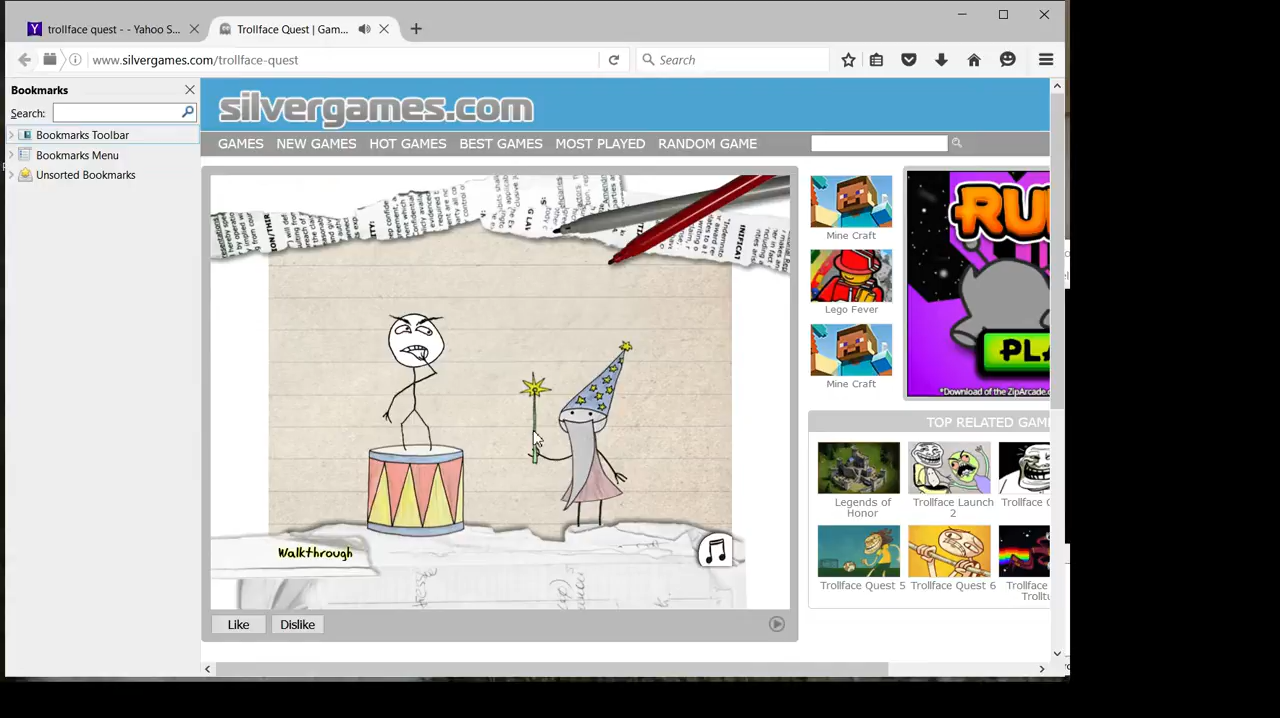 trollface quest - - Yahoo S...
Trollface Quest | Gam...
www.silvergames.com/trollface-quest
Search
Bookmarks
Search:
Bookmarks Toolbar
Bookmarks Menu
Unsorted Bookmarks
silvergames.com
GAMES NEW GAMES HOT GAMES BEST GAMES MOST PLAYED RANDOM GAME
Walkthrough
Like Dislike
Mine Craft
Lego Fever
Mine Craft
RU
PL
*Download of the ZipArcade.c
TOP RELATED GAM
Legends of
Honor
Trollface Launch
2
Trollface
Trollface Quest 5
Trollface Quest 6
Trollface
Trolltu